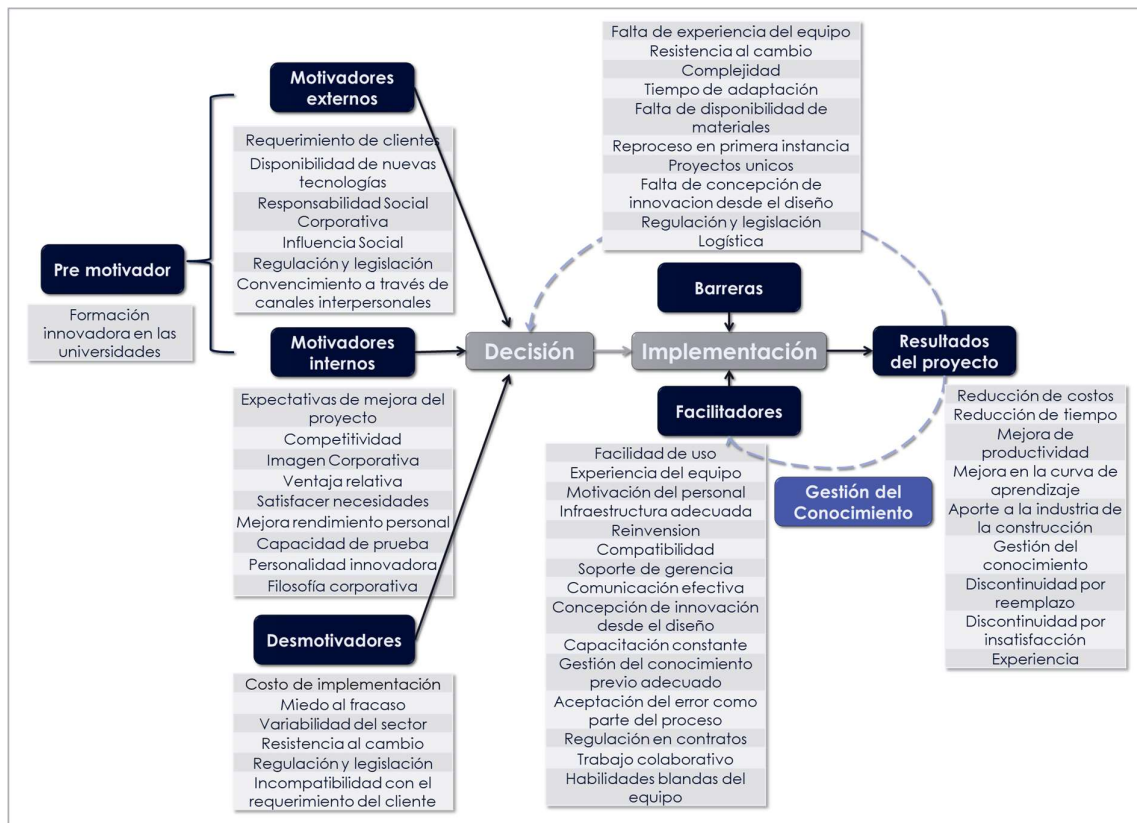 Pre motivador
Formación
innovadora en las
universidades
Motivadores
externos
Requerimiento de clientes
Disponibilidad de nuevas
tecnologías
Responsabilidad Social
Corporativa
Influencia Social
Regulación y legislación
Convencimiento a través de
canales interpersonales
Motivadores
internos
Expectativas de mejora del
proyecto
Competitividad
Imagen Corporativa
Ventaja relativa
Satisfacer necesidades
Mejora rendimiento personal
Capacidad de prueba
Personalidad innovadora
Filosofía corporativa
Desmotivadores
Costo de implementación
Miedo al fracaso
Variabilidad del sector
Resistencia al cambio
Regulación y legislación
Incompatibilidad con el
requerimiento del cliente
Decisión
Falta de experiencia del equipo
Resistencia al cambio
Complejidad
Tiempo de adaptación
Falta de disponibilidad de
materiales
Reproceso en primera instancia
Proyectos unicos
Falta de concepción de
innovacion desde el diseño
Regulación y legislación
Logística
Barreras
Implementación
Facilitadores
Facilidad de uso
Experiencia del equipo
Motivación del personal
Infraestructura adecuada
Reinvension
Compatibilidad
Soporte de gerencia
Comunicación efectiva
Concepción de innovación
desde el diseño
Capacitación constante
Gestión del conocimiento
previo adecuado
Aceptación del error como
parte del proceso
Regulación en contratos
Trabajo colaborativo
Habilidades blandas del
equipo
Gestión del
Conocimiento
Resultados
del proyecto
Reducción de costos
Reducción de tiempo
Mejora de
productividad
Mejora en la curva de
aprendizaje
Aporte a la industria de
la construcción
Gestión del
conocimiento
Discontinuidad por
reemplazo
Discontinuidad por
insatisfacción
Experiencia